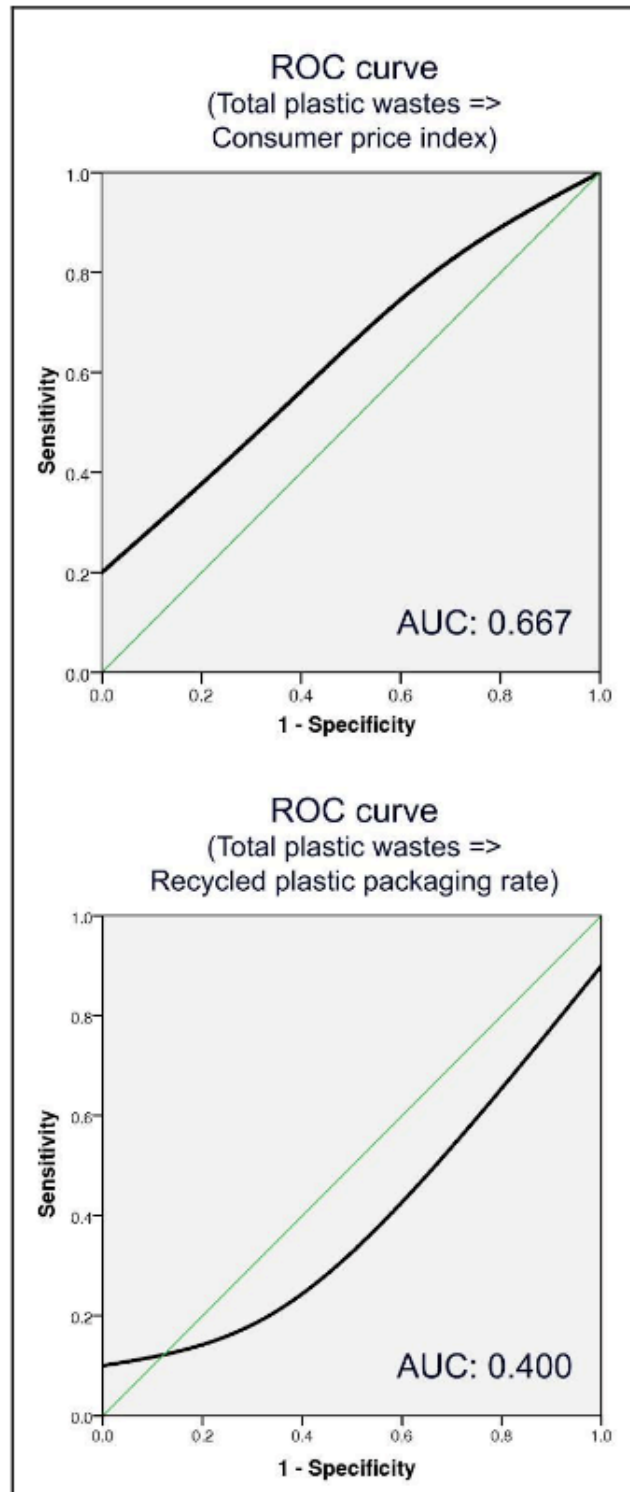 ROC curve
(Total plastic wastes =>
Consumer price index)
1.0
0.8
0.6
0.4
0.2
0.0
Sensitivity
AUC: 0.667
0.0 0.2 0.4 0.6 0.8 1.0
1 - Specificity
ROC curve
(Total plastic wastes =>
Recycled plastic packaging rate)
1.0
0.8
0.6
0.4
0.2
0.0
Sensitivity
AUC: 0.400
0.0 0.2 0.4 0.6 0.8 1.0
1 - Specificity